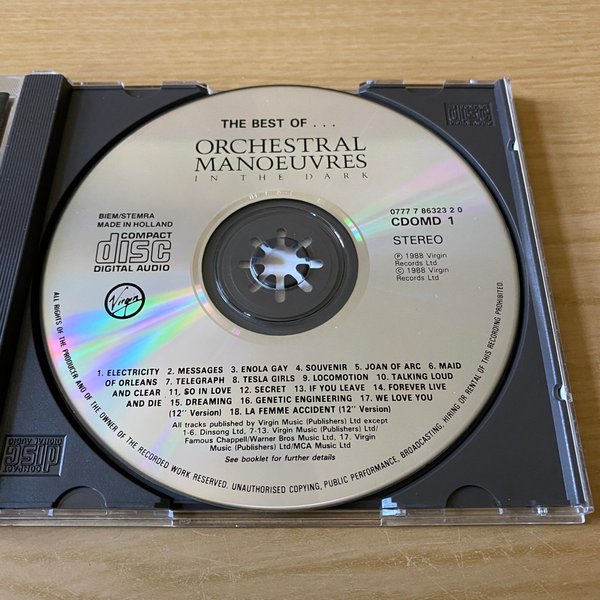 THE BEST OF . . .
ORCHESTRAL
MANOEUVRES
IN THE DARK
BIEM/STEMRA
MADE IN HOLLAND
COMPACT
disc
DIGITAL AUDIO
0777 7 86323 2 0
CDOMD 1
STEREO
℗ 1988 Virgin
Records Ltd
© 1988 Virgin
Records Ltd
Virgin
1. ELECTRICITY 2. MESSAGES 3. ENOLA GAY 4. SOUVENIR 5. JOAN OF ARC 6. MAID
OF ORLEANS 7. TELEGRAPH 8. TESLA GIRLS 9. LOCOMOTION 10. TALKING LOUD
AND CLEAR 11. SO IN LOVE 12. SECRET 13. IF YOU LEAVE 14. FOREVER LIVE
AND DIE 15. DREAMING 16. GENETIC ENGINEERING 17. WE LOVE YOU
(12" Version) 18. LA FEMME ACCIDENT (12" Version)
All tracks published by Virgin Music (Publishers) Ltd except
1-6. Dinsong Ltd, 7-13. Virgin Music (Publishers) Ltd/
Famous Chappell/Warner Bros Music Ltd. 17. Virgin
Music (Publishers) Ltd/MCA Music Ltd
See booklet for further details
ALL RIGHTS OF THE PRODUCER AND OF THE OWNER OF THE RECORDED WORK RESERVED. UNAUTHORISED COPYING, PUBLIC PERFORMANCE, BROADCASTING, HIRING OR RENTAL OF THIS RECORDING PROHIBITED.
COMPACT
disc
DIGITAL AUDIO